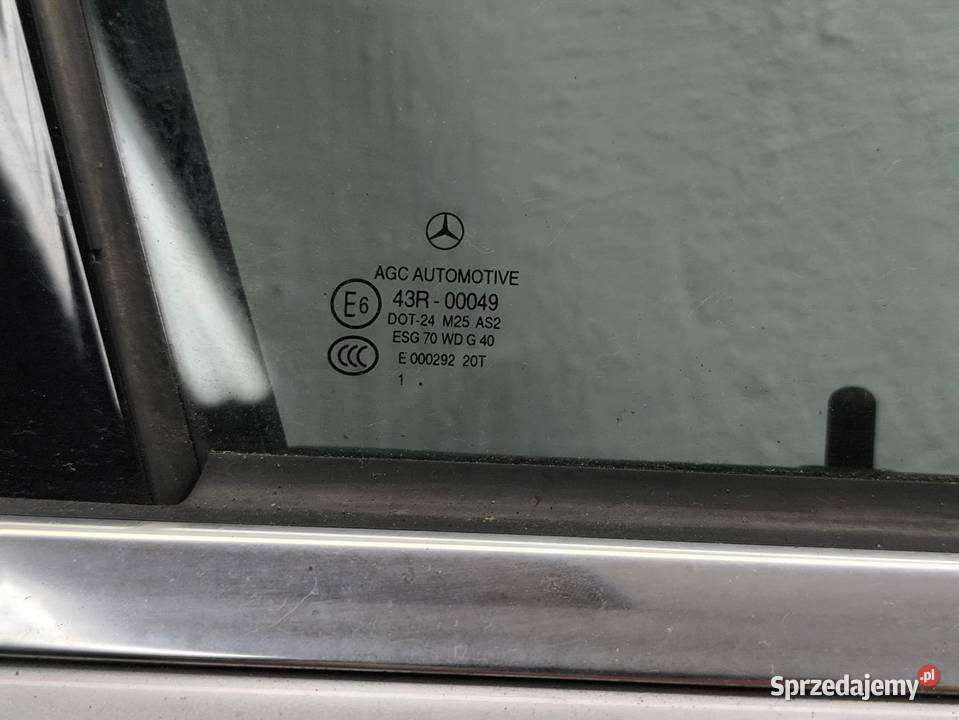 AGC AUTOMOTIVE
E6 43R - 00049
DOT-24 M25 AS2
ESG 70 WD G 40
CCC E 000292 20T
1 .
Sprzedajemy.pl